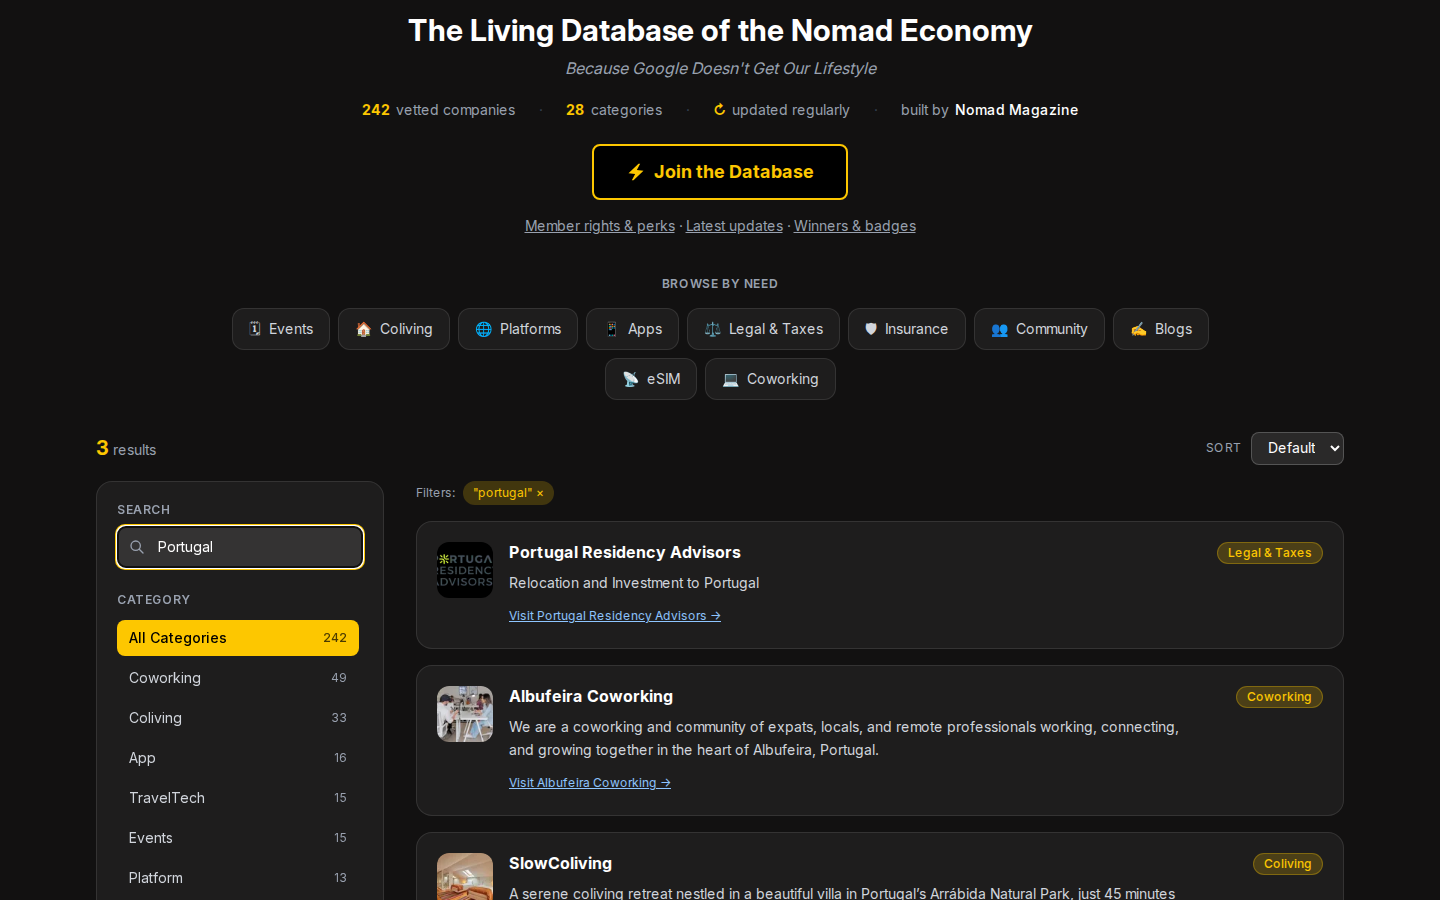 The Living Database of the Nomad Economy
Because Google Doesn't Get Our Lifestyle
242 vetted companies · 28 categories · ↻ updated regularly · built by Nomad Magazine
⚡ Join the Database
Member rights & perks · Latest updates · Winners & badges
BROWSE BY NEED
Events Coliving Platforms Apps Legal & Taxes Insurance Community Blogs
eSIM Coworking
3 results
SORT Default
SEARCH
Portugal
CATEGORY
All Categories 242
Coworking 49
Coliving 33
App 16
TravelTech 15
Events 15
Platform 13
Filters: "portugal" ×
Portugal Residency Advisors
Legal & Taxes
Relocation and Investment to Portugal
Visit Portugal Residency Advisors →
Albufeira Coworking
Coworking
We are a coworking and community of expats, locals, and remote professionals working, connecting,
and growing together in the heart of Albufeira, Portugal.
Visit Albufeira Coworking →
SlowColiving
Coliving
A serene coliving retreat nestled in a beautiful villa in Portugal’s Arrábida Natural Park, just 45 minutes